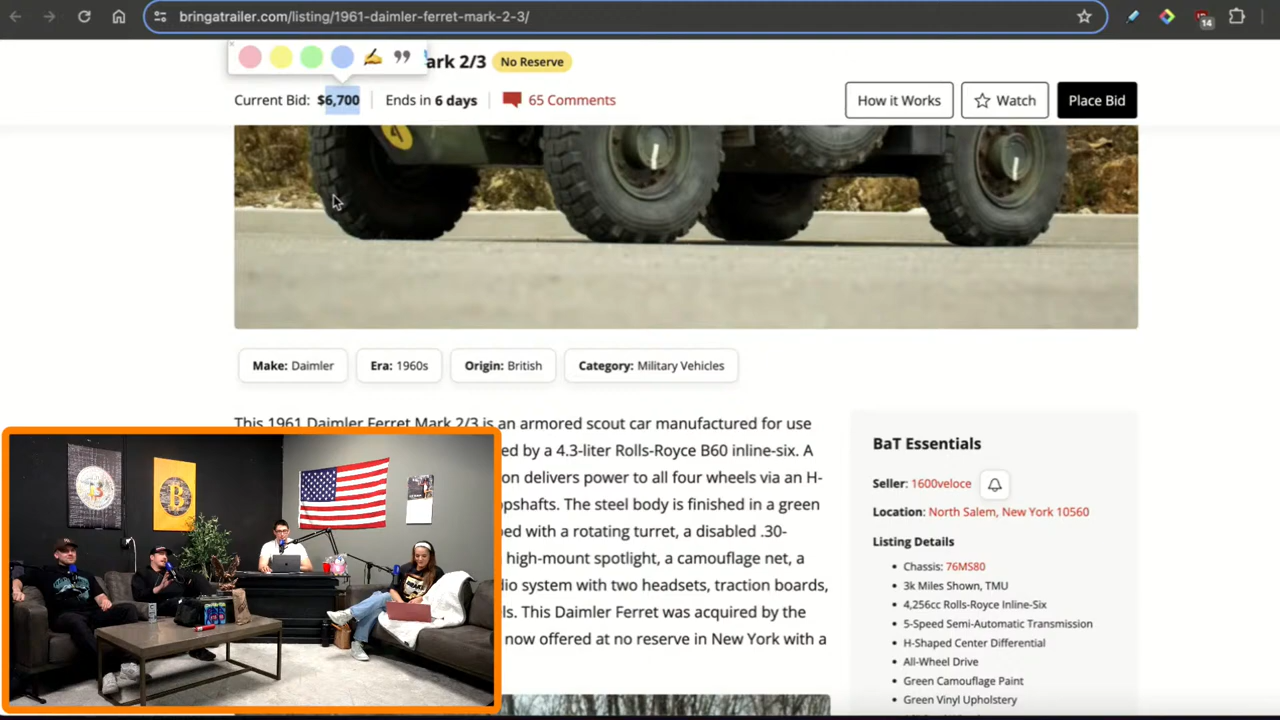 bringatrailer.com/listing/1961-daimler-ferret-mark-2-3/
14
ark 2/3 No Reserve
Current Bid: $6,700 Ends in 6 days 65 Comments How it Works Watch Place Bid
4
Make: Daimler Era: 1960s Origin: British Category: Military Vehicles
This 1961 Daimler Ferret Mark 2/3 is an armored scout car manufactured for use
ed by a 4.3-liter Rolls-Royce B60 inline-six. A
on delivers power to all four wheels via an H-
opshafts. The steel body is finished in a green
ped with a rotating turret, a disabled .30-
high-mount spotlight, a camouflage net, a
dio system with two headsets, traction boards,
ls. This Daimler Ferret was acquired by the
now offered at no reserve in New York with a
BaT Essentials
Seller: 1600veloce
Location: North Salem, New York 10560
Listing Details
Chassis: 76MS80
3k Miles Shown, TMU
4,256cc Rolls-Royce Inline-Six
5-Speed Semi-Automatic Transmission
H-Shaped Center Differential
All-Wheel Drive
Green Camouflage Paint
Green Vinyl Upholstery